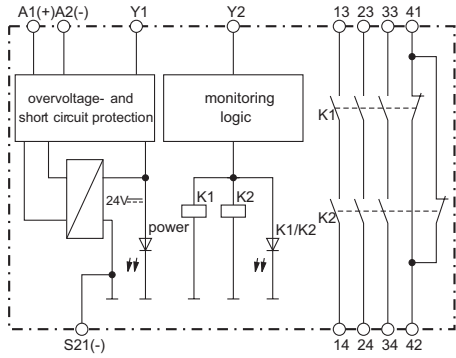 A1(+) A2(-) Y1 Y2 13 23 33 41
overvoltage- and
short circuit protection
monitoring
logic
K1
24V
K1 K2
power
K1/K2
K2
S21(-) 14 24 34 42